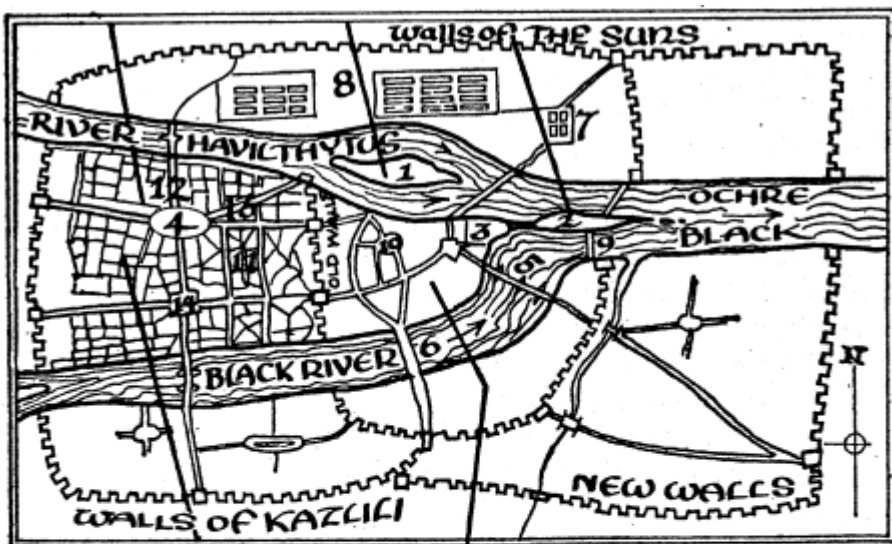 Walls of THE SUNS
8
7
RIVER HAVILTHYTUS
1
12
4
16
OCHRE
2
3
BLACK
OLD WALLS
19
17
9
5
14
6
BLACK RIVER
N
NEW WALLS
WALLS OF KAZLILI